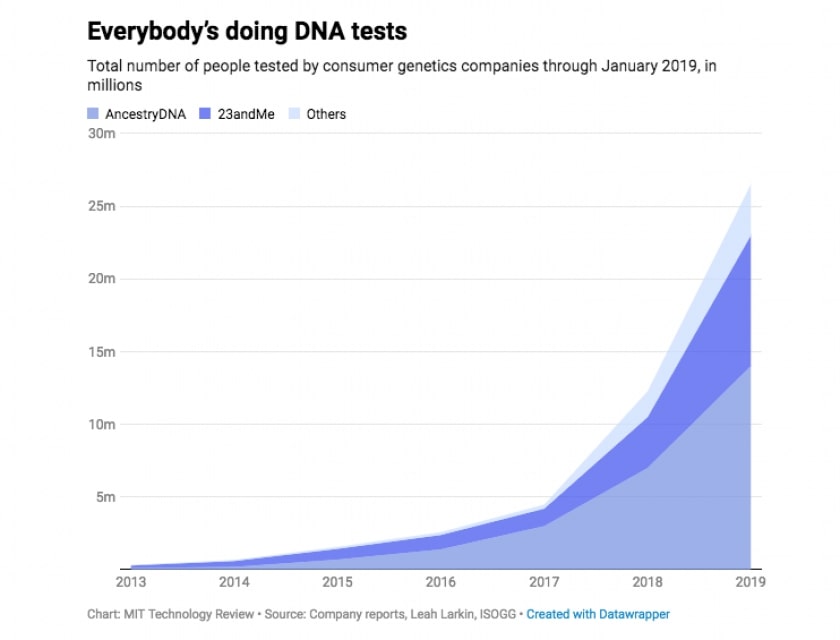 Everybody's doing DNA tests
Total number of people tested by consumer genetics companies through January 2019, in
millions
AncestryDNA 23andMe Others
30m
25m
20m
15m
10m
5m
2013 2014 2015 2016 2017 2018 2019
Chart: MIT Technology Review • Source: Company reports, Leah Larkin, ISOGG • Created with Datawrapper